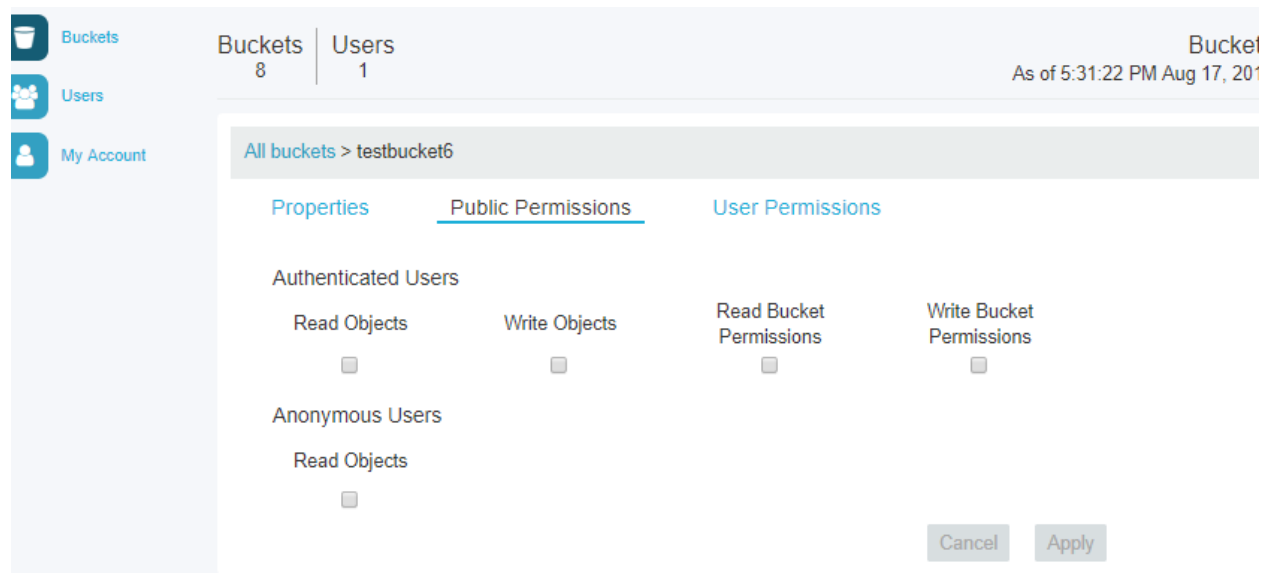 Buckets
Users
My Account
Buckets Users
8 1
Bucket
As of 5:31:22 PM Aug 17, 201
All buckets > testbucket6
Properties Public Permissions User Permissions
Authenticated Users
Read Objects Write Objects Read Bucket Permissions Write Bucket Permissions
Anonymous Users
Read Objects
Cancel Apply